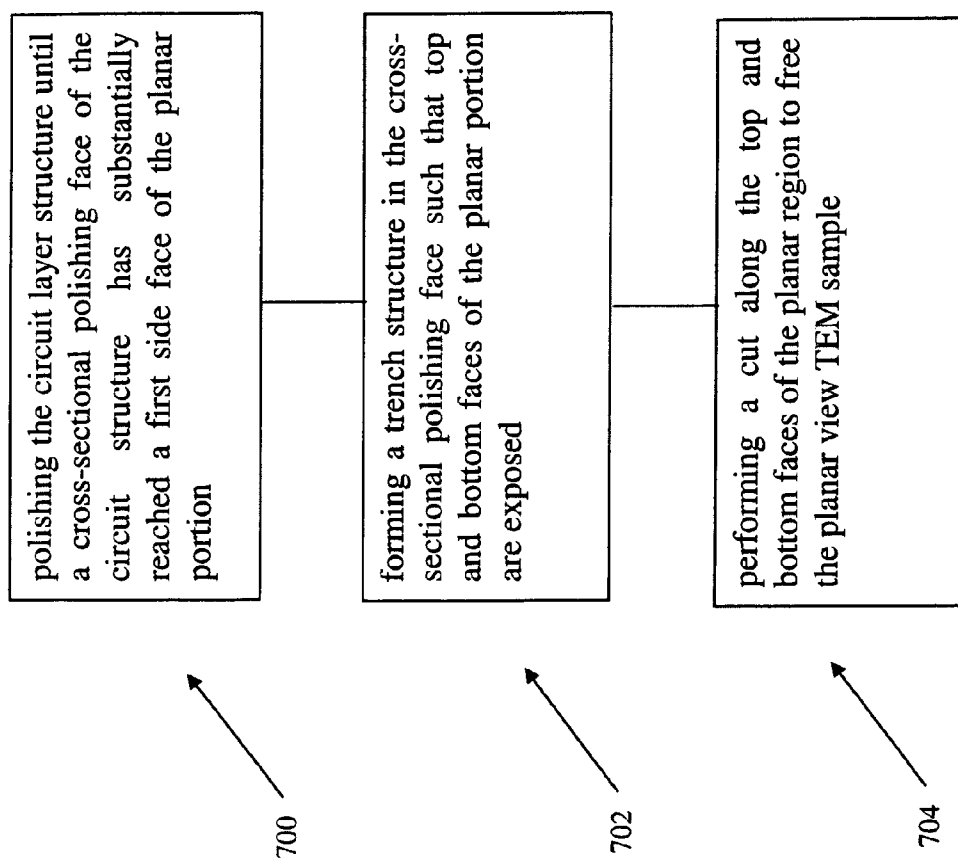 polishing the circuit layer structure until
a cross-sectional polishing face of the
circuit structure has substantially
reached a first side face of the planar
portion
700
forming a trench structure in the cross-
sectional polishing face such that top
and bottom faces of the planar portion
are exposed
702
performing a cut along the top and
bottom faces of the planar region to free
the planar view TEM sample
704